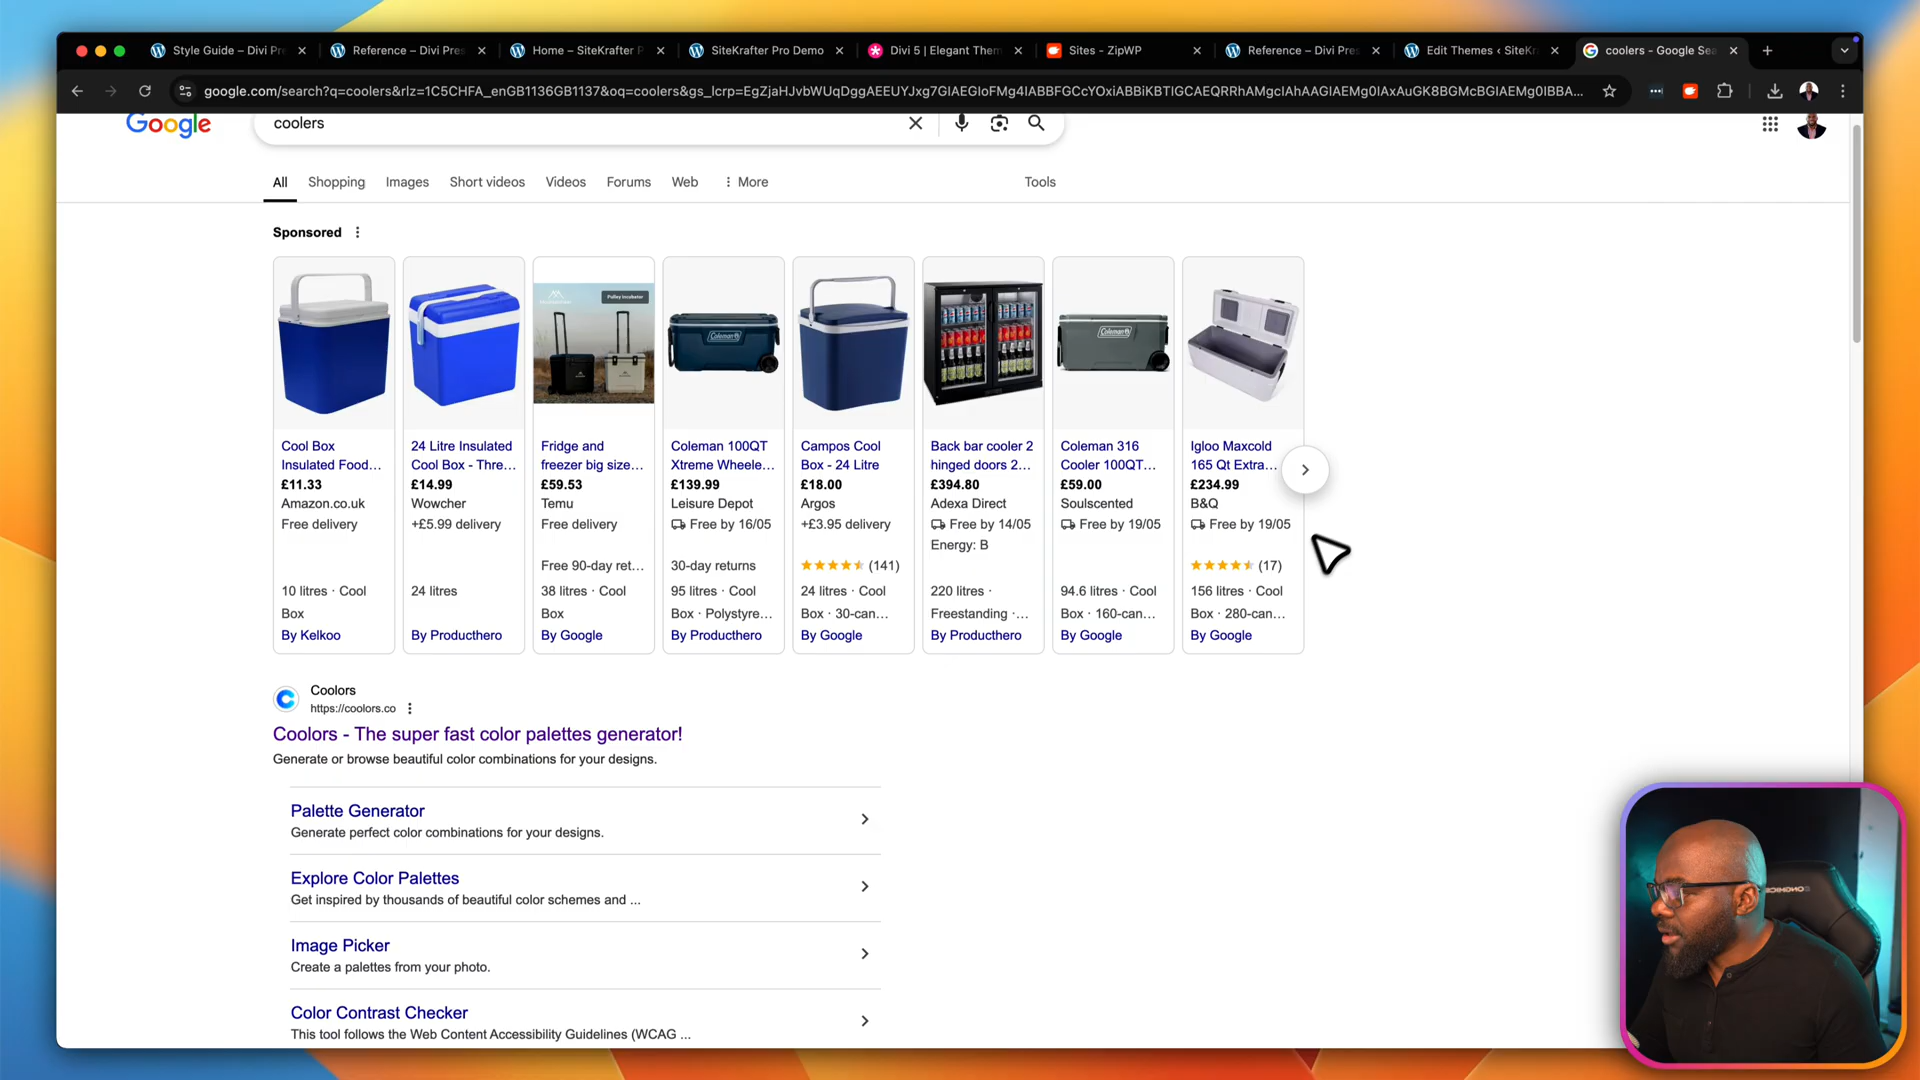 Style Guide – Divi Pre
Reference – Divi Pres
Home – SiteKrafter P
SiteKrafter Pro Demo
Divi 5 | Elegant Them
Sites - ZipWP
Reference – Divi Pres
Edit Themes ‹ SiteKr
coolers - Google Sea
google.com/search?q=coolers&rlz=1C5CHFA_enGB1136GB1137&oq=coolers&gs_lcrp=EgZjaHJvbWUqDggAEEUYJxg7GIAEGIoFMg4IABBFGCcYOxiABBiKBTIGCAEQRRhAMgcIAhAAGIAEMg0IAxAuGK8BGMcBGIAEMg0IBBA...
Google
coolers
All
Shopping
Images
Short videos
Videos
Forums
Web
More
Tools
Sponsored
Pulley incubator
Coleman
Coleman
Cool Box
Insulated Food...
£11.33
Amazon.co.uk
Free delivery
10 litres · Cool
Box
By Kelkoo
24 Litre Insulated
Cool Box - Thre...
£14.99
Wowcher
+£5.99 delivery
24 litres
By Producthero
Fridge and
freezer big size...
£59.53
Temu
Free delivery
Free 90-day ret...
38 litres · Cool
Box
By Google
Coleman 100QT
Xtreme Wheele...
£139.99
Leisure Depot
Free by 16/05
30-day returns
95 litres · Cool
Box · Polystyre...
By Producthero
Campos Cool
Box - 24 Litre
£18.00
Argos
+£3.95 delivery
(141)
24 litres · Cool
Box · 30-can...
By Google
Back bar cooler 2
hinged doors 2...
£394.80
Adexa Direct
Free by 14/05
Energy: B
220 litres ·
Freestanding ·...
By Producthero
Coleman 316
Cooler 100QT...
£59.00
Soulscented
Free by 19/05
94.6 litres · Cool
Box · 160-can...
By Google
Igloo Maxcold
165 Qt Extra...
£234.99
B&Q
Free by 19/05
(17)
156 litres · Cool
Box · 280-can...
By Google
Coolors
https://coolors.co
Coolors - The super fast color palettes generator!
Generate or browse beautiful color combinations for your designs.
Palette Generator
Generate perfect color combinations for your designs.
Explore Color Palettes
Get inspired by thousands of beautiful color schemes and ...
Image Picker
Create a palettes from your photo.
Color Contrast Checker
This tool follows the Web Content Accessibility Guidelines (WCAG ...